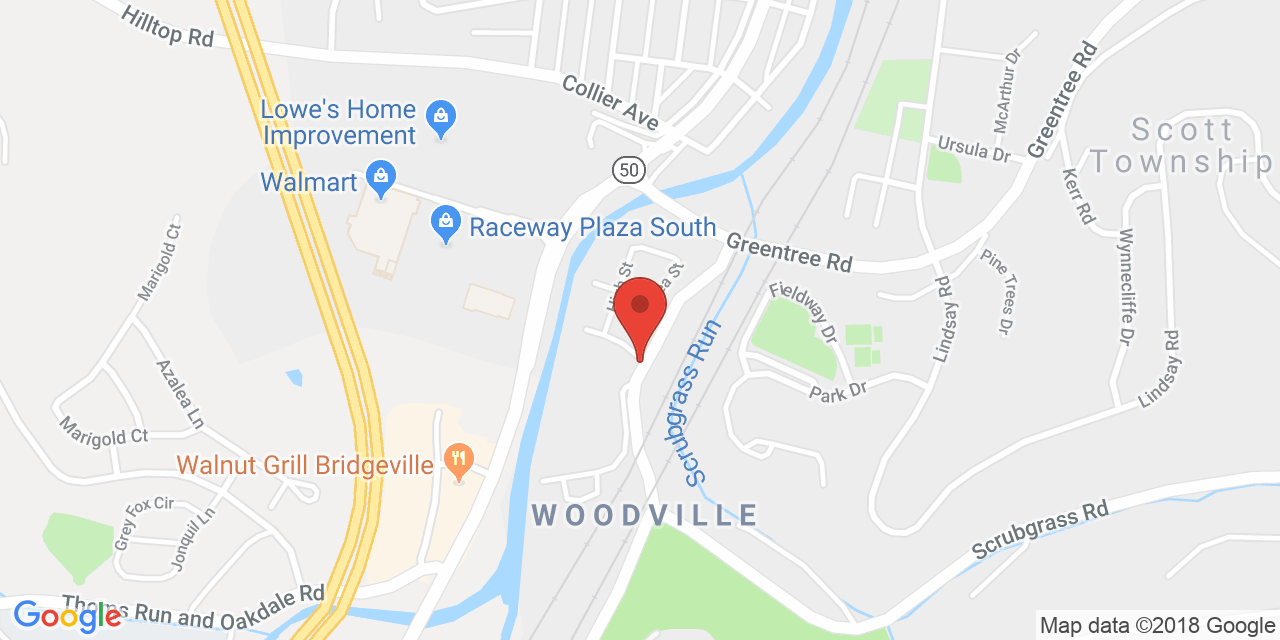 Hilltop Rd
Collier Ave
Lowe's Home
Improvement
Walmart
50
Raceway Plaza South
Greentree Rd
McArthur Dr
Ursula Dr
Greentree Rd
Scott
Township
Kerr Rd
Wynnecliffe Dr
Pine Trees Dr
Lindsay Rd
Lindsay Rd
Fieldway Dr
Park Dr
St
St
Marigold Ct
Azalea Ln
Marigold Ct
Scrubgrass Run
Walnut Grill Bridgeville
WOODVILLE
Grey Fox Cir
Jonquil Ln
Scrubgrass Rd
Thoms Run and Oakdale Rd
Google
Map data ©2018 Google